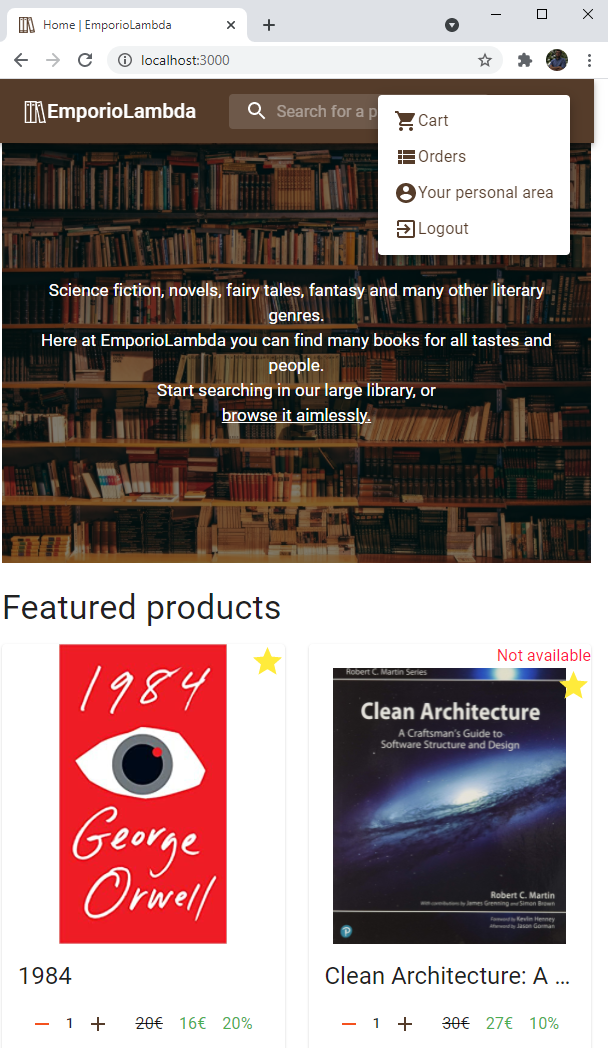 Home | EmporioLambda
localhost:3000
EmporioLambda
Search for a p
Cart
Orders
Your personal area
Logout
Science fiction, novels, fairy tales, fantasy and many other literary
genres.
Here at EmporioLambda you can find many books for all tastes and
people.
Start searching in our large library, or
browse it aimlessly.
Featured products
1984
George
Orwell
1984
1
20€ 16€ 20%
Not available
Robert C. Martin Series
Clean Architecture
A Craftsman's Guide to
Software Structure and Design
Robert C. Martin
With contributions by James Grenning and Simon Brown
Foreword by Kevlin Henney
Afterword by Jason Gorman
Clean Architecture: A ...
1
30€ 27€ 10%